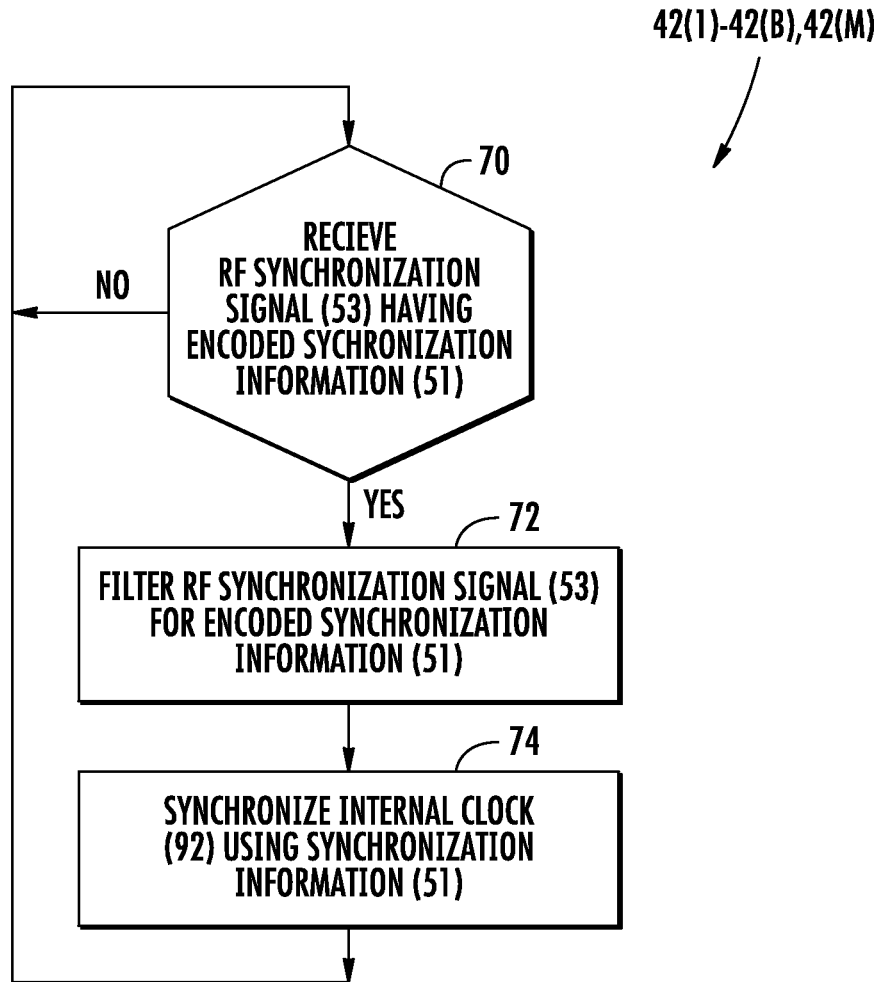 42(1)-42(B),42(M)
70
RECIEVE
RF SYNCHRONIZATION
SIGNAL (53) HAVING
ENCODED SYCHRONIZATION
INFORMATION (51)
NO
YES
72
FILTER RF SYNCHRONIZATION SIGNAL (53)
FOR ENCODED SYNCHRONIZATION
INFORMATION (51)
74
SYNCHRONIZE INTERNAL CLOCK
(92) USING SYNCHRONIZATION
INFORMATION (51)